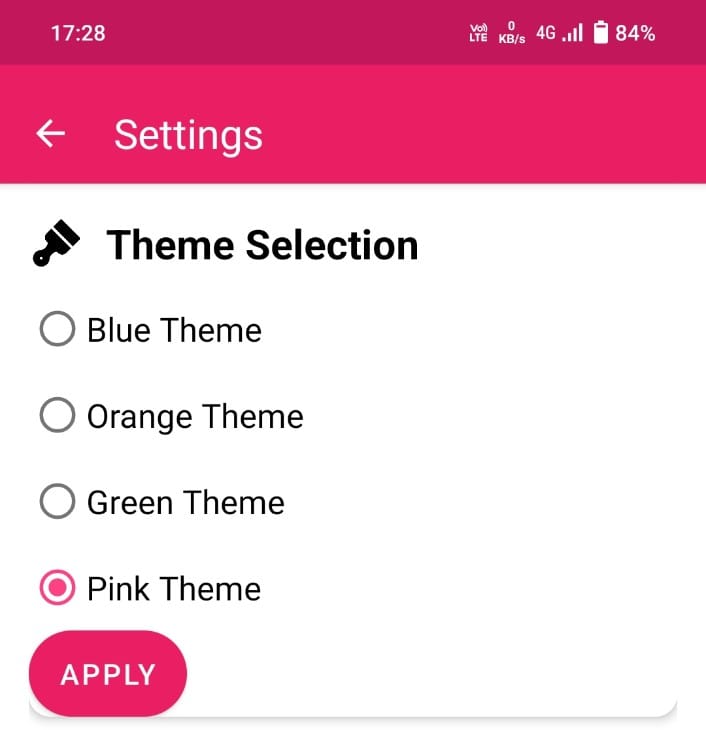 17:28 Vo) LTE 0 KB/s 4G 84%
Settings
Theme Selection
Blue Theme
Orange Theme
Green Theme
Pink Theme
APPLY